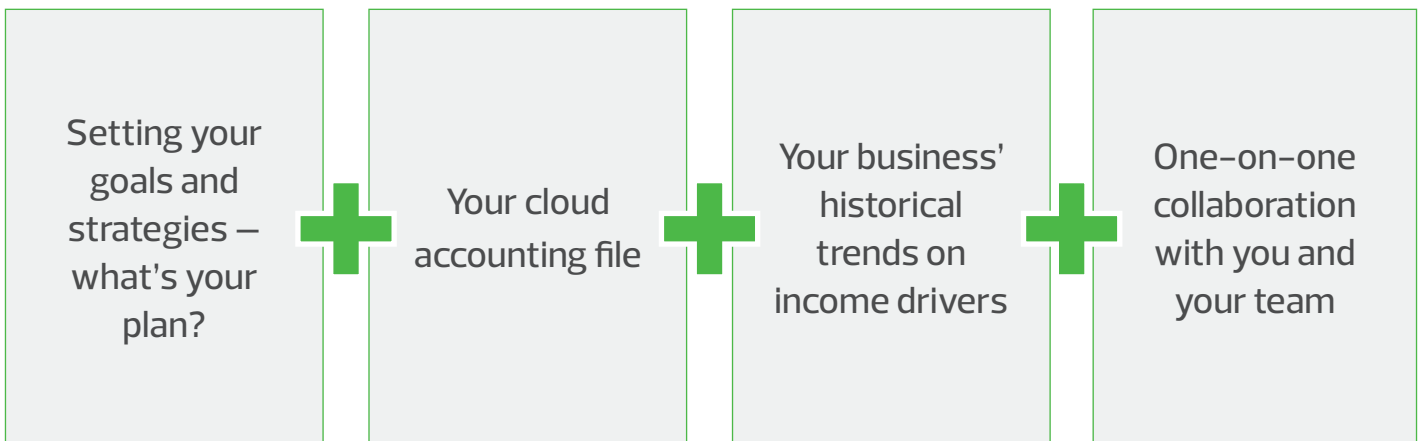 Setting your
goals and
strategies —
what’s your
plan?
Your cloud
accounting file
Your business’
historical
trends on
income drivers
One-on-one
collaboration
with you and
your team